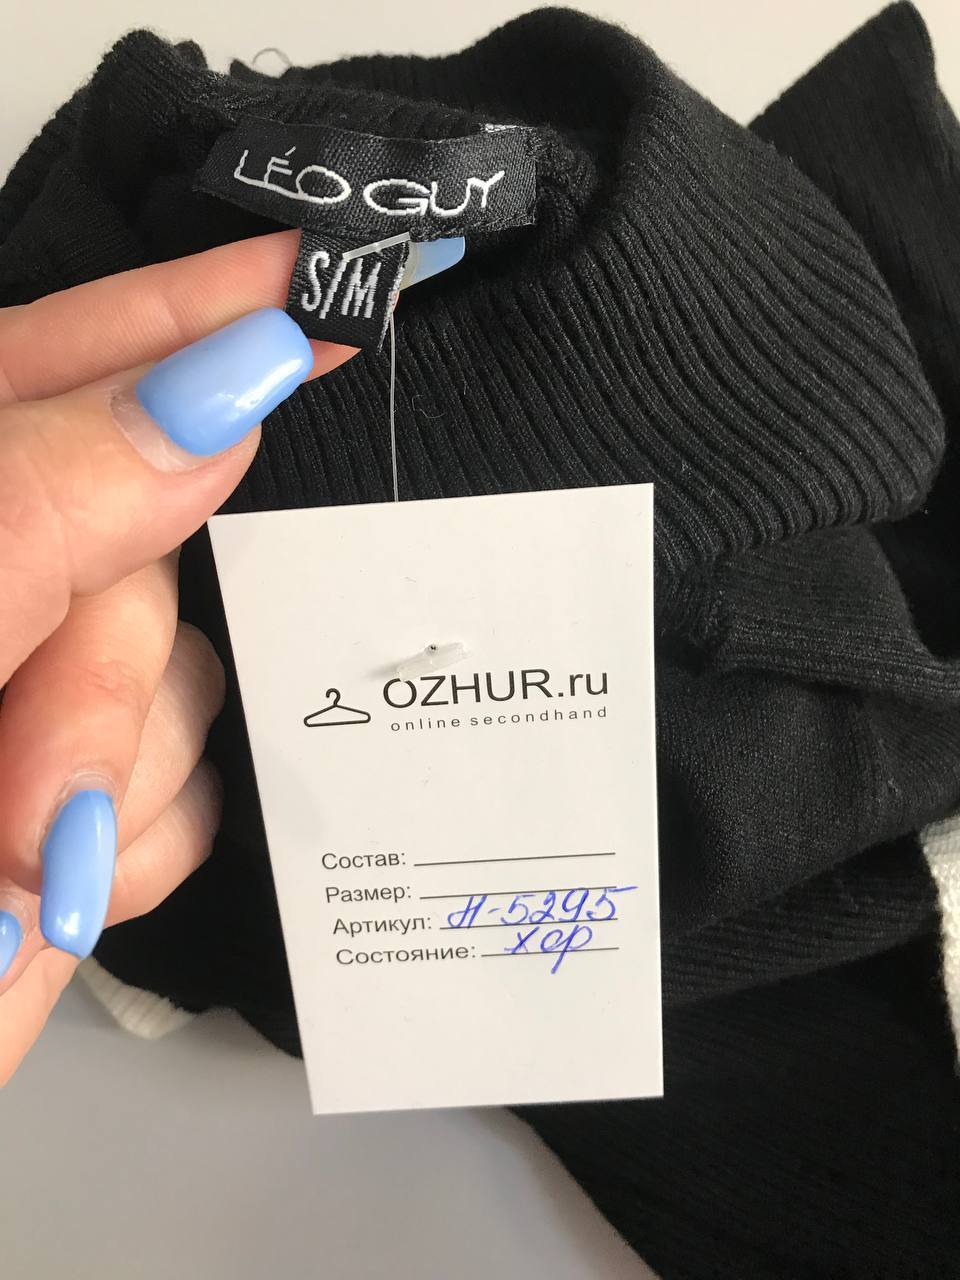 LÉO GUY
S/M
OZHUR.ru
online secondhand
Состав:
Размер:
Артикул: Н-5295
Состояние: хор